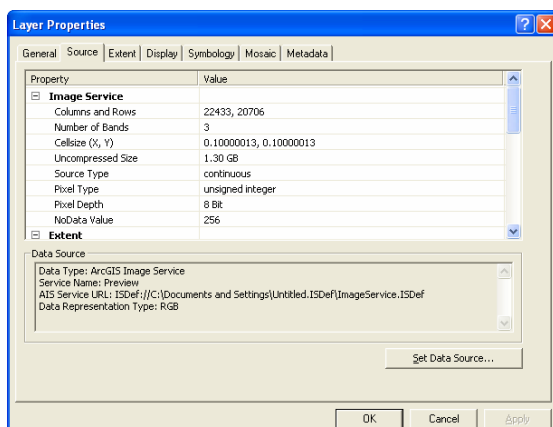 Layer Properties
General Source Extent Display Symbology Mosaic Metadata
Property Value
Image Service
Columns and Rows 22433, 20706
Number of Bands 3
Cellsize (X, Y) 0.10000013, 0.10000013
Uncompressed Size 1.30 GB
Source Type continuous
Pixel Type unsigned integer
Pixel Depth 8 Bit
NoData Value 256
Extent
Data Source
Data Type: ArcGIS Image Service
Service Name: Preview
AIS Service URL: ISDef://C:\Documents and Settings\Untitled.ISDef\ImageService.ISDef
Data Representation Type: RGB
Set Data Source...
OK Cancel Apply